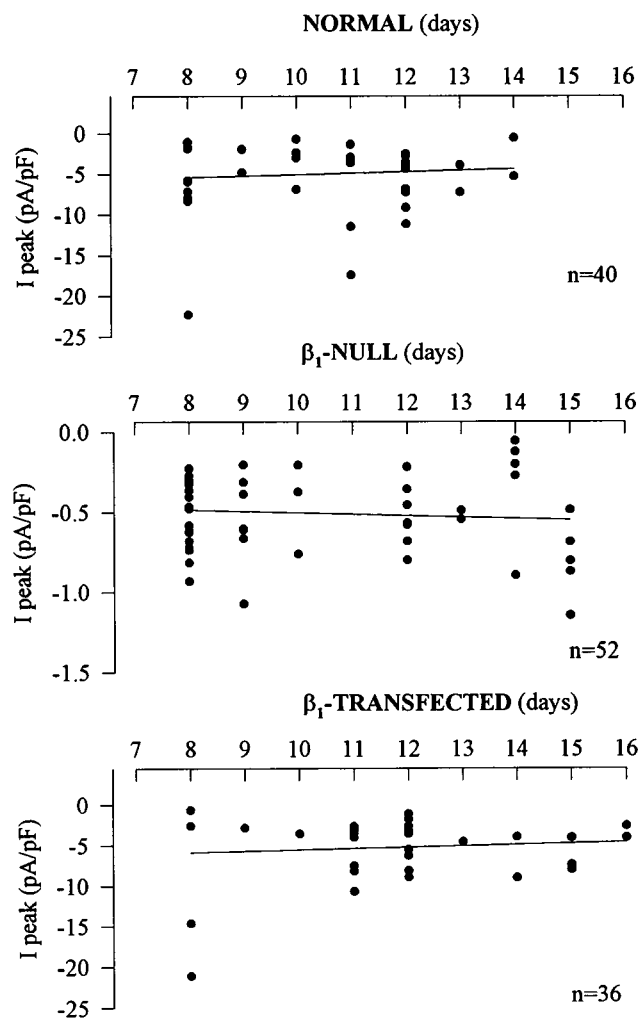 NORMAL (days)
7 8 9 10 11 12 13 14 15 16
0
-5
-10
-15
-20
-25
I peak (pA/pF)
n=40
β₁-NULL (days)
7 8 9 10 11 12 13 14 15 16
0.0
-0.5
-1.0
-1.5
I peak (pA/pF)
n=52
β₁-TRANSFECTED (days)
7 8 9 10 11 12 13 14 15 16
0
-5
-10
-15
-20
-25
I peak (pA/pF)
n=36